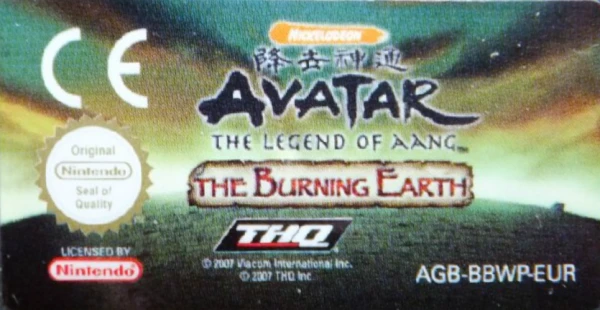 NICKELODEON
CE
降去神通
AVATAR
THE LEGEND OF AANG
THE BURNING EARTH
Original
Nintendo
Seal of
Quality
THQ
LICENSED BY
Nintendo
© 2007 Viacom International Inc.
© 2007 THQ Inc.
AGB-BBWP-EUR